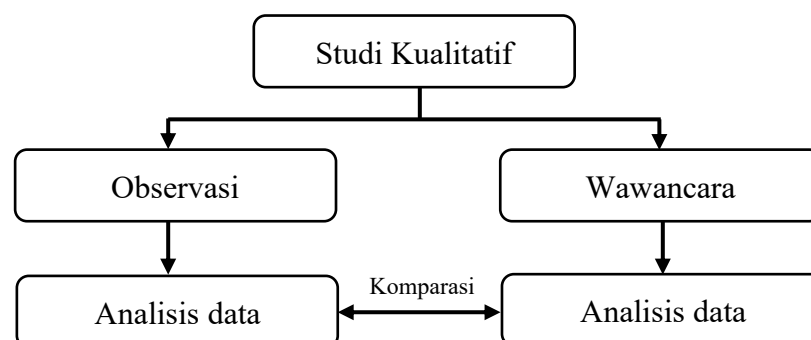 Studi Kualitatif
Observasi
Wawancara
Komparasi
Analisis data
Analisis data